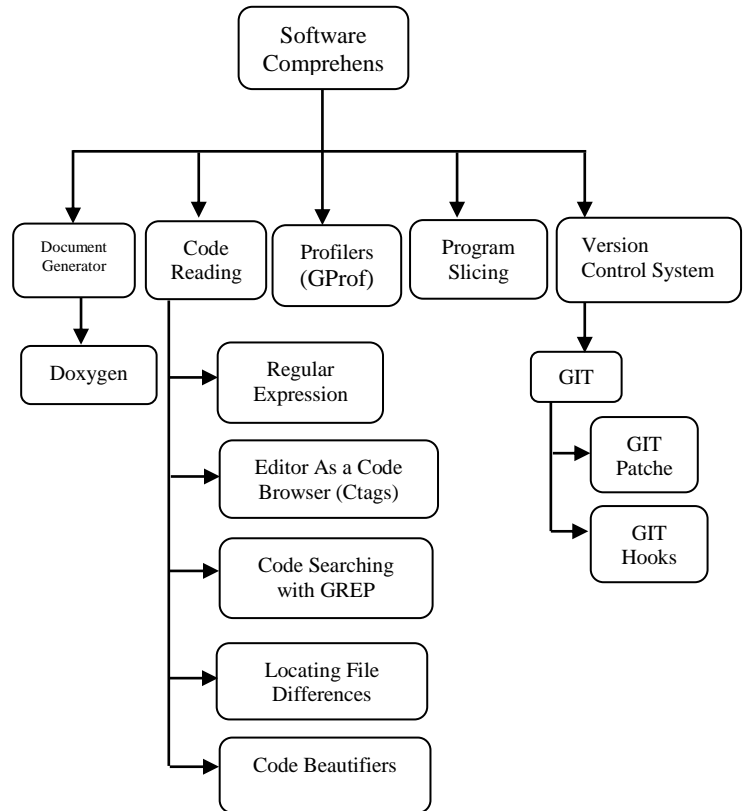 Software
Comprehens
Document
Generator
Code
Reading
Profilers
(GProf)
Program
Slicing
Version
Control System
Doxygen
Regular
Expression
Editor As a Code
Browser (Ctags)
Code Searching
with GREP
Locating File
Differences
Code Beautifiers
GIT
GIT
Patche
GIT
Hooks